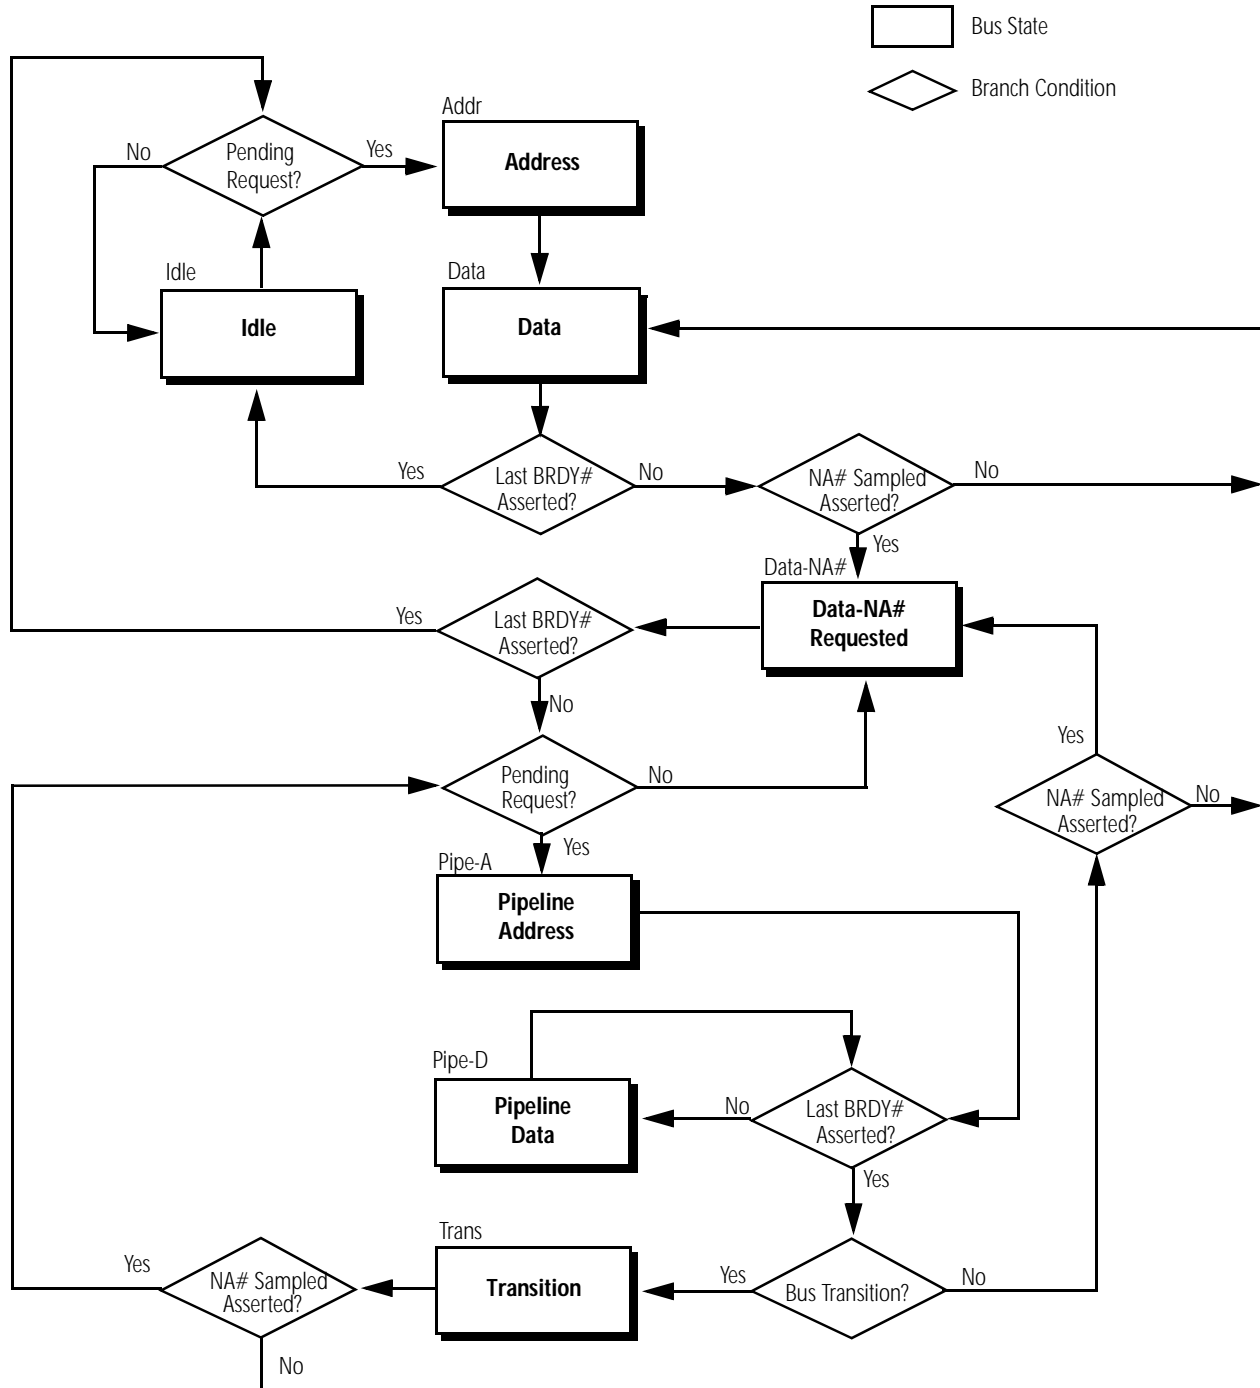 Bus State
Branch Condition
Addr
No
Pending
Request?
Yes
Address
Idle
Idle
Data
Data
Yes
Last BRDY#
Asserted?
No
NA# Sampled
Asserted?
No
Yes
Data-NA#
Data-NA#
Requested
Yes
Last BRDY#
Asserted?
No
Pending
Request?
No
Yes
Yes
NA# Sampled
Asserted?
No
Pipe-A
Pipeline
Address
Pipe-D
Pipeline
Data
No
Last BRDY#
Asserted?
Yes
Trans
Transition
Yes
Bus Transition?
No
Yes
NA# Sampled
Asserted?
No